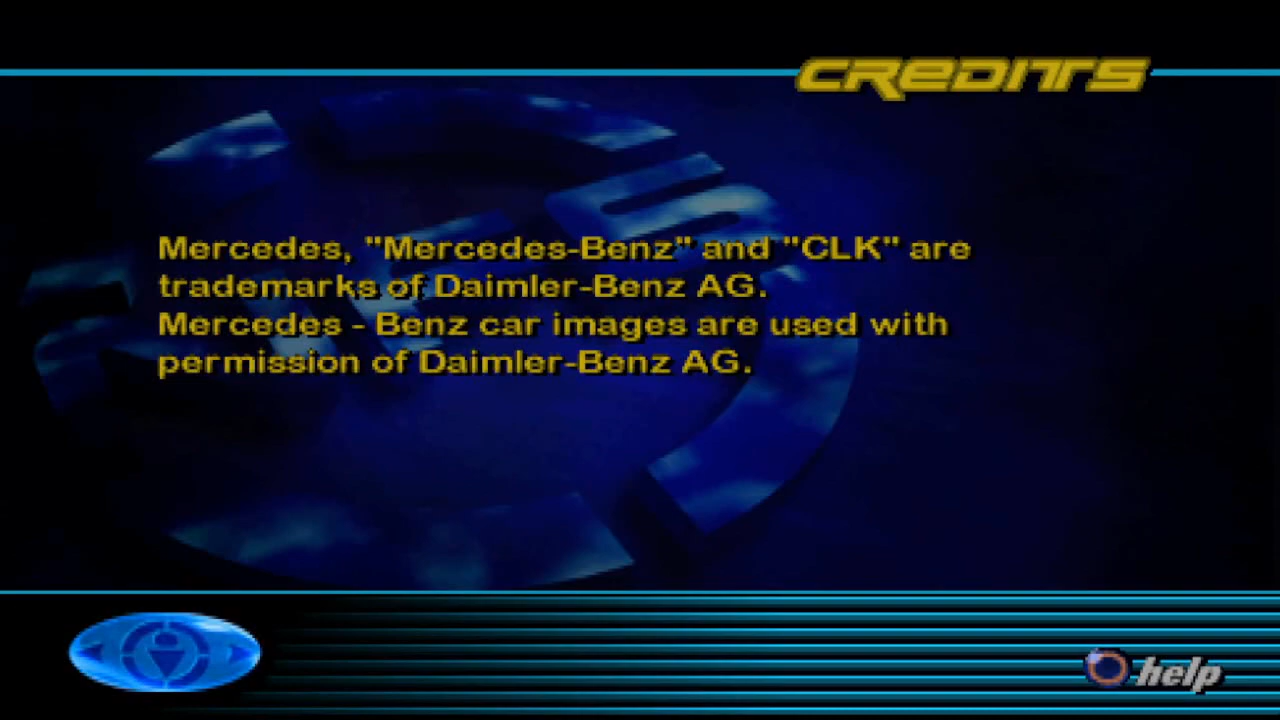 CREDITS
Mercedes, "Mercedes-Benz" and "CLK" are
trademarks of Daimler-Benz AG.
Mercedes - Benz car images are used with
permission of Daimler-Benz AG.
help